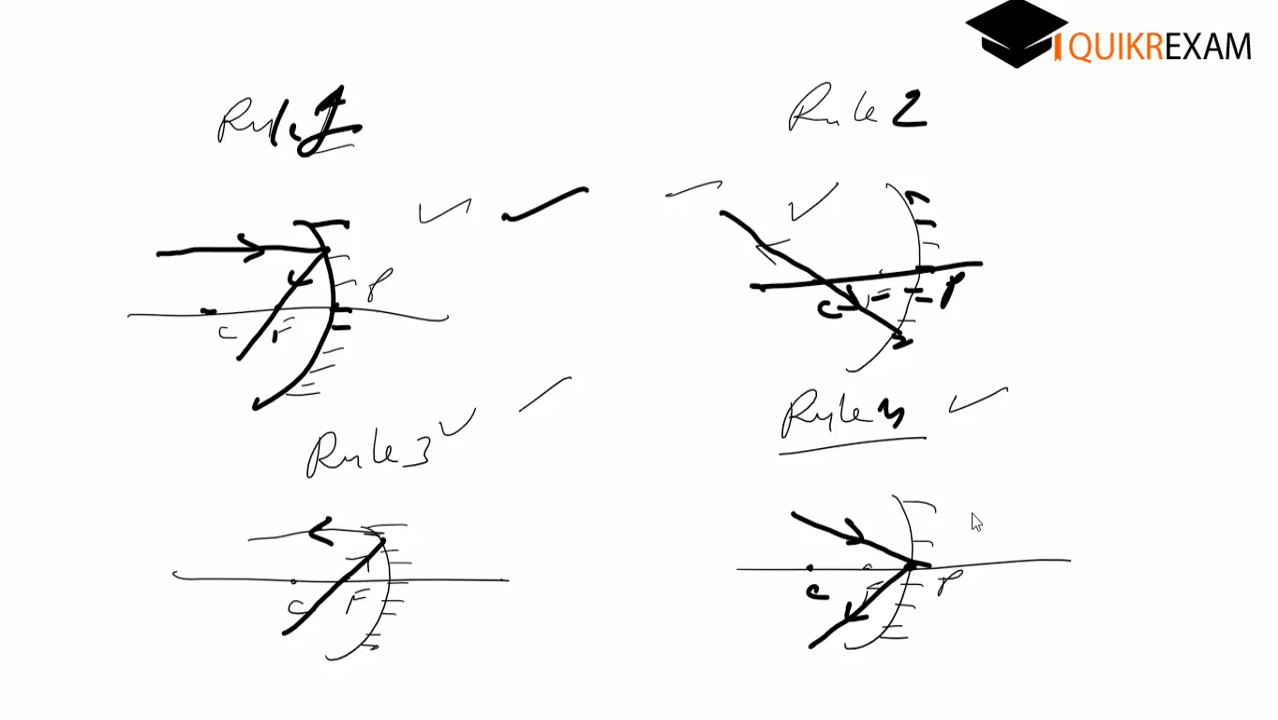 QUIKREXAM
Rule 1
Rule 2
P
C F
C F P
Rule 3
Rule 4
C F
C F P